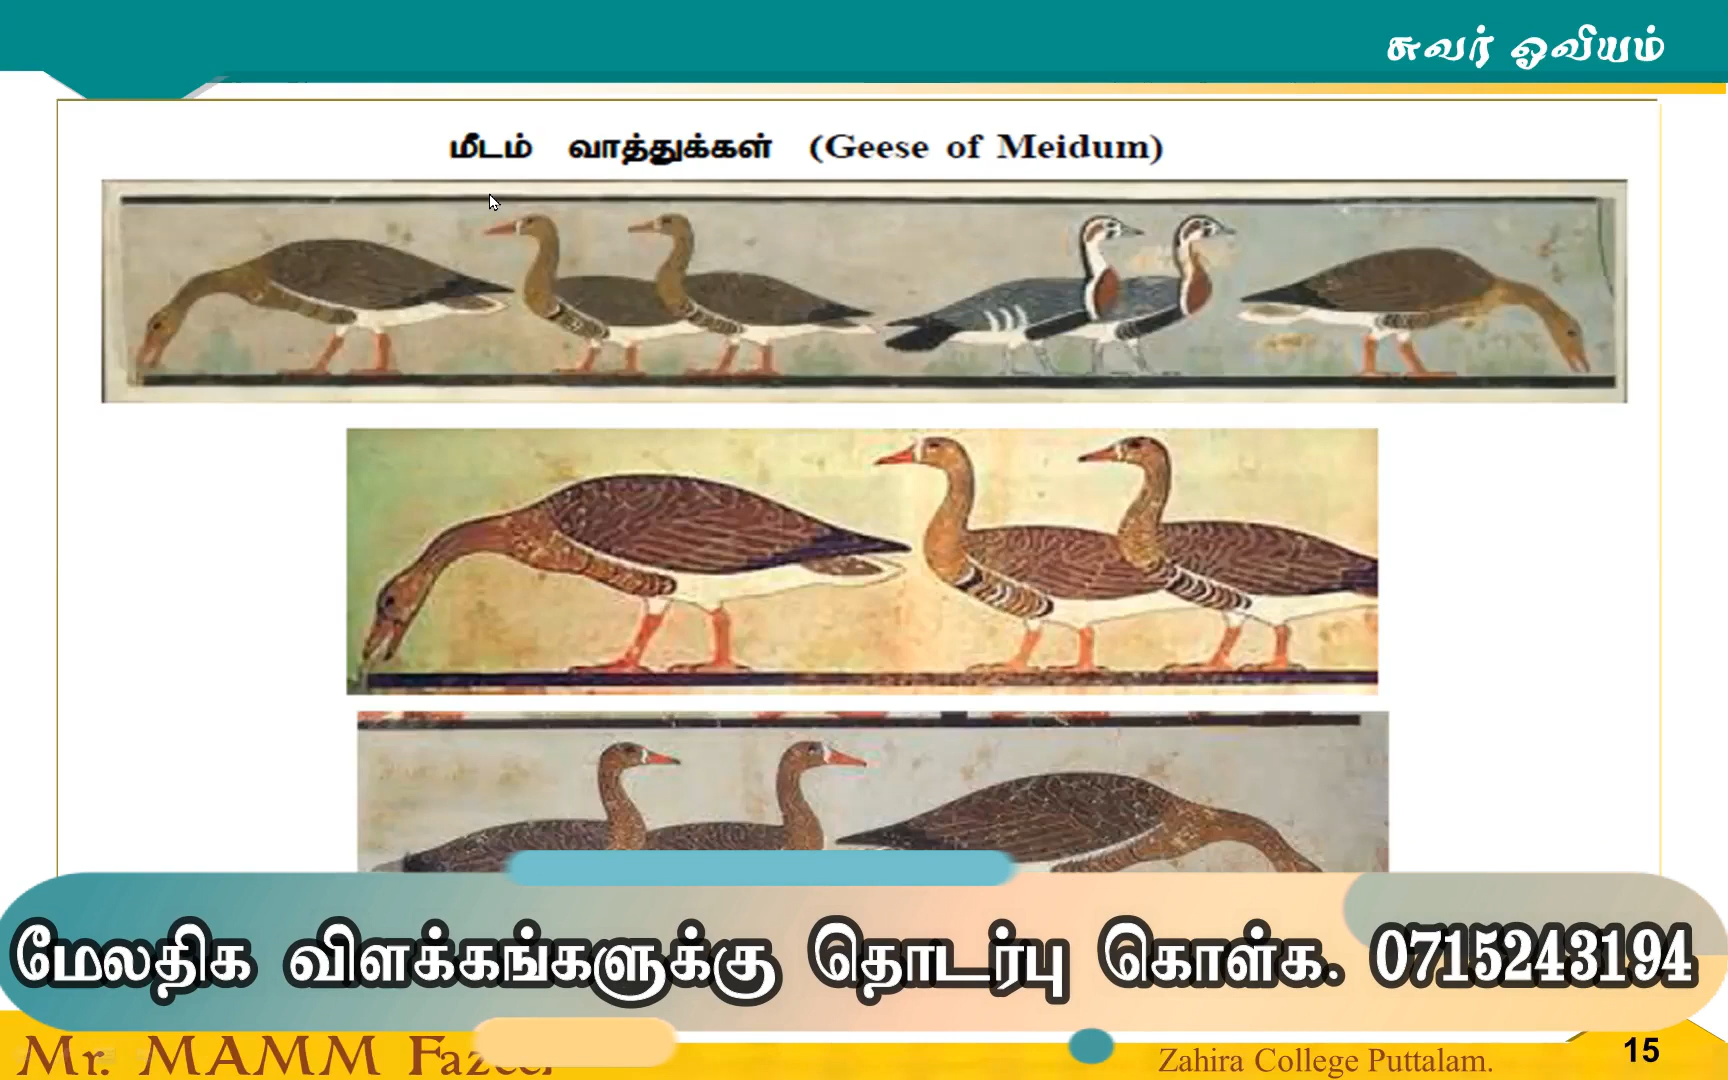 சுவர் ஓவியம்
மீடம் வாத்துக்கள் (Geese of Meidum)
மேலதிக விளக்கங்களுக்கு தொடர்பு கொள்க. 0715243194
Mr. MAMM
Zahira College Puttalam.
15